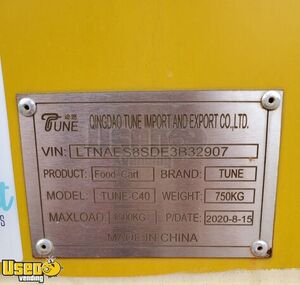 TUNE QINGDAO TUNE IMPORT AND EXPORT CO.,LTD.
VIN: LTNAES8SDE3B32907
PRODUCT: Food-Cart BRAND: TUNE
MODEL: TUNE-C40 WEIGHT: 750KG
MAXLOAD: P/DATE: 2020-8-15
MADE IN CHINA
Used
vending